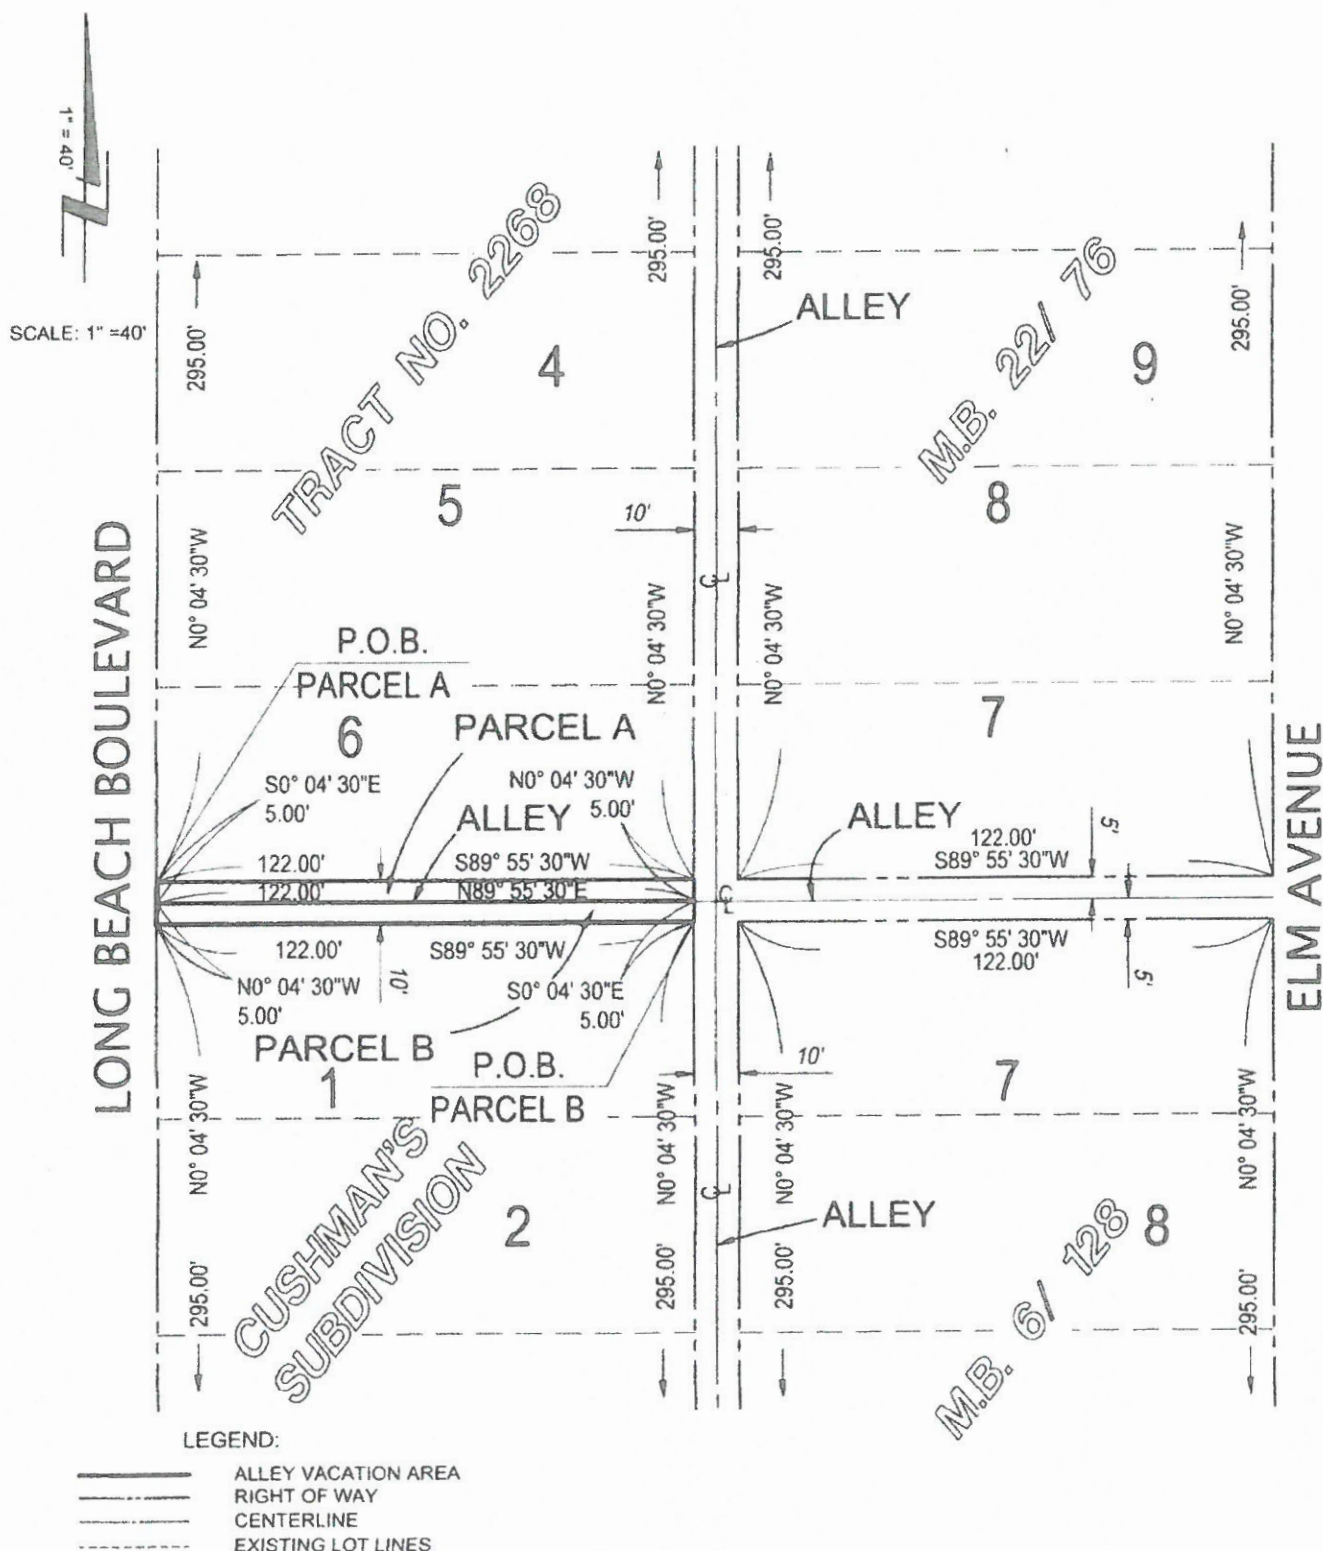 1" = 40'
SCALE: 1" =40'
TRACT NO. 2268
M.B. 22/ 76
295.00'
295.00'
295.00'
295.00'
ALLEY
4
9
5
8
10'
LONG BEACH BOULEVARD
N0° 04' 30"W
N0° 04' 30"W
N0° 04' 30"W
N0° 04' 30"W
CL
P.O.B.
PARCEL A
6
PARCEL A
7
ELM AVENUE
S0° 04' 30"E
5.00'
N0° 04' 30"W
5.00'
ALLEY
ALLEY
122.00'
S89° 55' 30"W
5'
122.00'
S89° 55' 30"W
122.00'
N89° 55' 30"E
CL
122.00'
S89° 55' 30"W
S89° 55' 30"W
122.00'
5'
10'
N0° 04' 30"W
5.00'
S0° 04' 30"E
5.00'
PARCEL B
1
P.O.B.
PARCEL B
10'
7
N0° 04' 30"W
N0° 04' 30"W
N0° 04' 30"W
N0° 04' 30"W
CUSHMAN'S
SUBDIVISION
2
CL
ALLEY
M.B. 6/ 128
8
295.00'
295.00'
295.00'
295.00'
LEGEND:
ALLEY VACATION AREA
RIGHT OF WAY
CENTERLINE
EXISTING LOT LINES